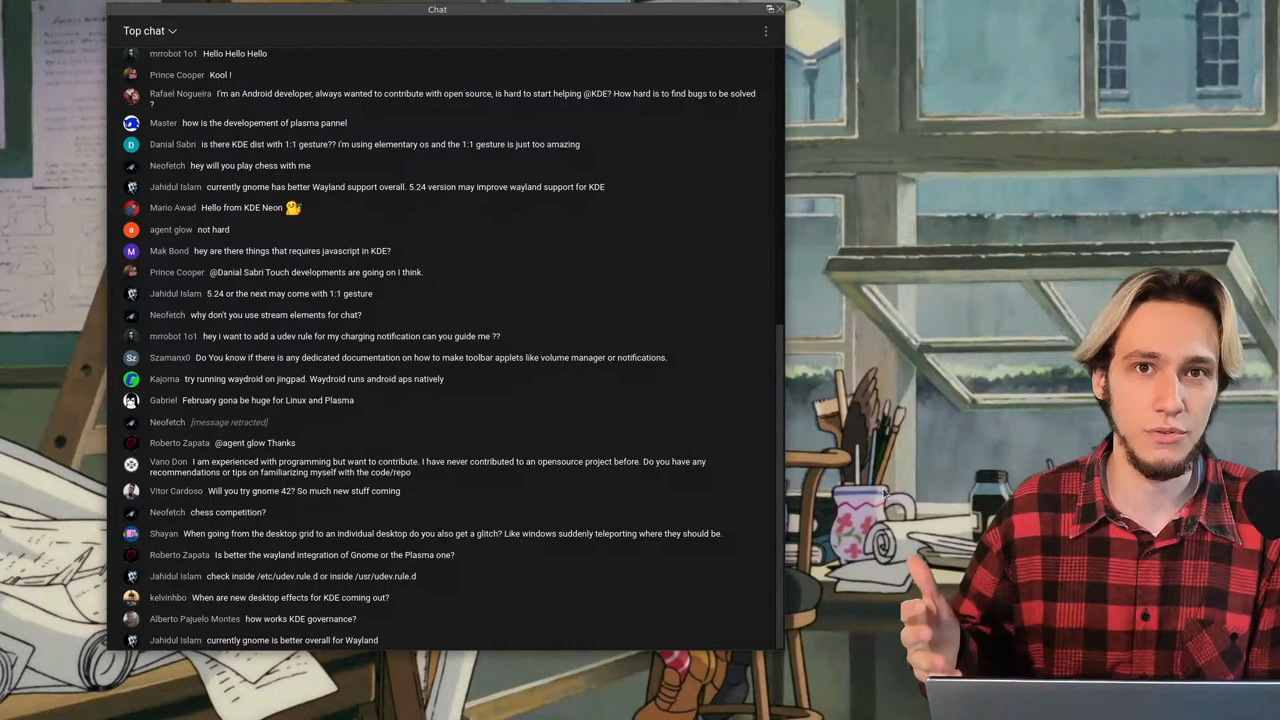 Chat
Top chat
mrrobot 1o1 Hello Hello Hello
Prince Cooper Kool !
Rafael Nogueira I'm an Android developer, always wanted to contribute with open source, is hard to start helping @KDE? How hard is to find bugs to be solved
?
Master how is the developement of plasma pannel
D Danial Sabri is there KDE dist with 1:1 gesture?? i'm using elementary os and the 1:1 gesture is just too amazing
Neofetch hey will you play chess with me
Jahidul Islam currently gnome has better Wayland support overall. 5.24 version may improve wayland support for KDE
Mario Awad Hello from KDE Neon
a agent glow not hard
M Mak Bond hey are there things that requires javascript in KDE?
Prince Cooper @Danial Sabri Touch developments are going on I think.
Jahidul Islam 5.24 or the next may come with 1:1 gesture
Neofetch why don't you use stream elements for chat?
mrrobot 1o1 hey i want to add a udev rule for my charging notification can you guide me ??
Sz Szamanx0 Do You know if there is any dedicated documentation on how to make toolbar applets like volume manager or notifications.
Kajoma try running waydroid on jingpad. Waydroid runs android aps natively
Gabriel February gona be huge for Linux and Plasma
Neofetch [message retracted]
Roberto Zapata @agent glow Thanks
Vano Don I am experienced with programming but want to contribute. I have never contributed to an opensource project before. Do you have any
recommendations or tips on familiarizing myself with the code/repo
Vitor Cardoso Will you try gnome 42? So much new stuff coming
Neofetch chess competition?
Shayan When going from the desktop grid to an individual desktop do you also get a glitch? Like windows suddenly teleporting where they should be.
Roberto Zapata Is better the wayland integration of Gnome or the Plasma one?
Jahidul Islam check inside /etc/udev.rule.d or inside /usr/udev.rule.d
kelvinhbo When are new desktop effects for KDE coming out?
Alberto Pajuelo Montes how works KDE governance?
Jahidul Islam currently gnome is better overall for Wayland